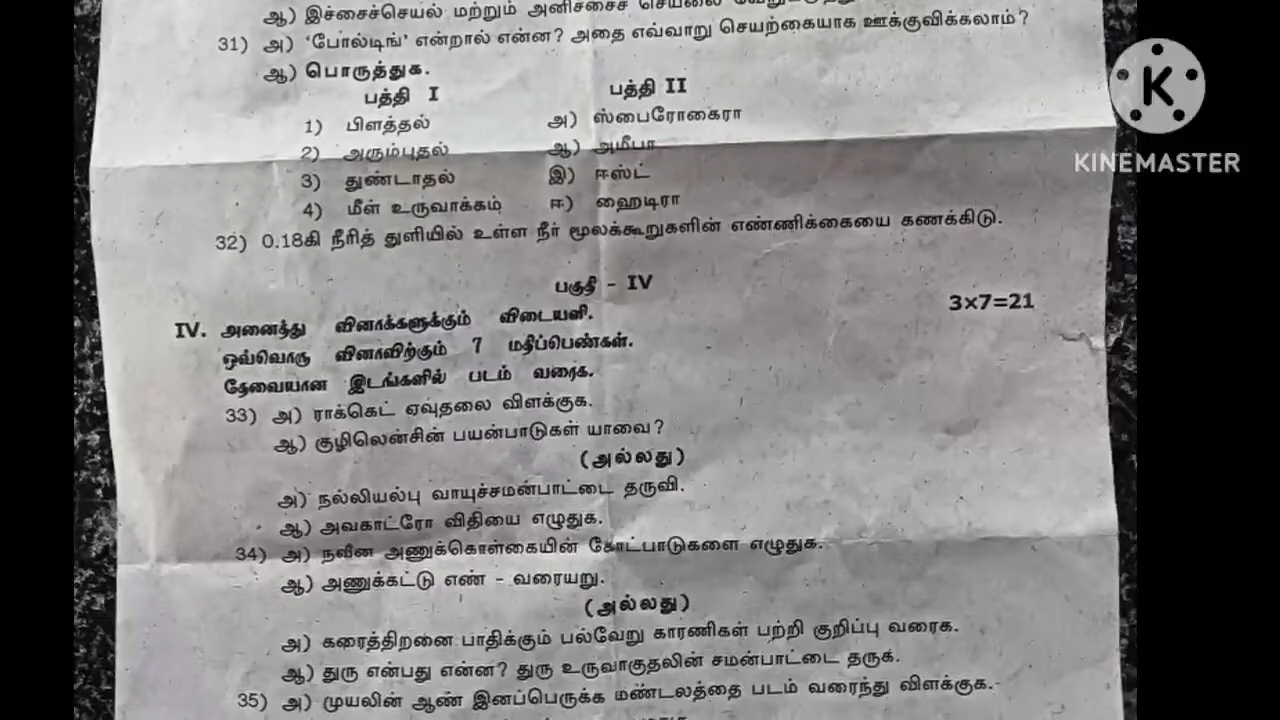 ஆ) இச்சைச்செயல் மற்றும் அனிச்சைச் செயலை
31) அ) 'போல்டிங்' என்றால் என்ன? அதை எவ்வாறு செயற்கையாக ஊக்குவிக்கலாம்?
ஆ) பொருத்துக.
பத்தி I பத்தி II
1) பிளத்தல் அ) ஸ்பைரோகைரா
2) அரும்புதல் ஆ) அமீபா
3) துண்டாதல் இ) ஈஸ்ட்
4) மீள் உருவாக்கம் ஈ) ஹைடிரா
32) 0.18கி நீரித் துளியில் உள்ள நீர் மூலக்கூறுகளின் எண்ணிக்கையை கணக்கிடு.
பகுதி - IV
3x7=21
IV. அனைத்து வினாக்களுக்கும் விடையளி.
ஒவ்வொரு வினாவிற்கும் 7 மதிப்பெண்கள்.
தேவையான இடங்களில் படம் வரைக.
33) அ) ராக்கெட் ஏவுதலை விளக்குக.
ஆ) குழிலென்சின் பயன்பாடுகள் யாவை?
(அல்லது)
அ) நல்லியல்பு வாயுச்சமன்பாட்டை தருவி.
ஆ) அவகாட்ரோ விதியை எழுதுக.
34) அ) நவீன அணுக்கொள்கையின் கோட்பாடுகளை எழுதுக.
ஆ) அணுக்கட்டு எண் - வரையறு.
(அல்லது)
அ) கரைத்திறனை பாதிக்கும் பல்வேறு காரணிகள் பற்றி குறிப்பு வரைக.
ஆ) துரு என்பது என்ன? துரு உருவாகுதலின் சமன்பாட்டை தருக.
35) அ) முயலின் ஆண் இனப்பெருக்க மண்டலத்தை படம் வரைந்து விளக்குக.
K
KINEMASTER